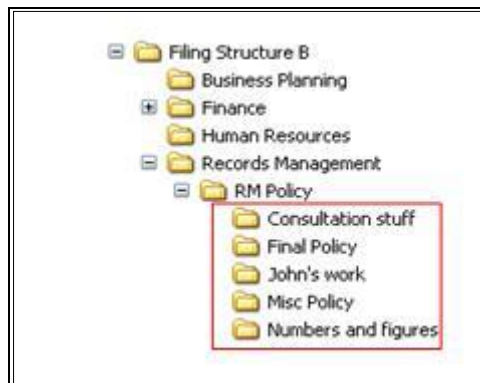 Filing Structure B
Business Planning
Finance
Human Resources
Records Management
RM Policy
Consultation stuff
Final Policy
John's work
Misc Policy
Numbers and figures